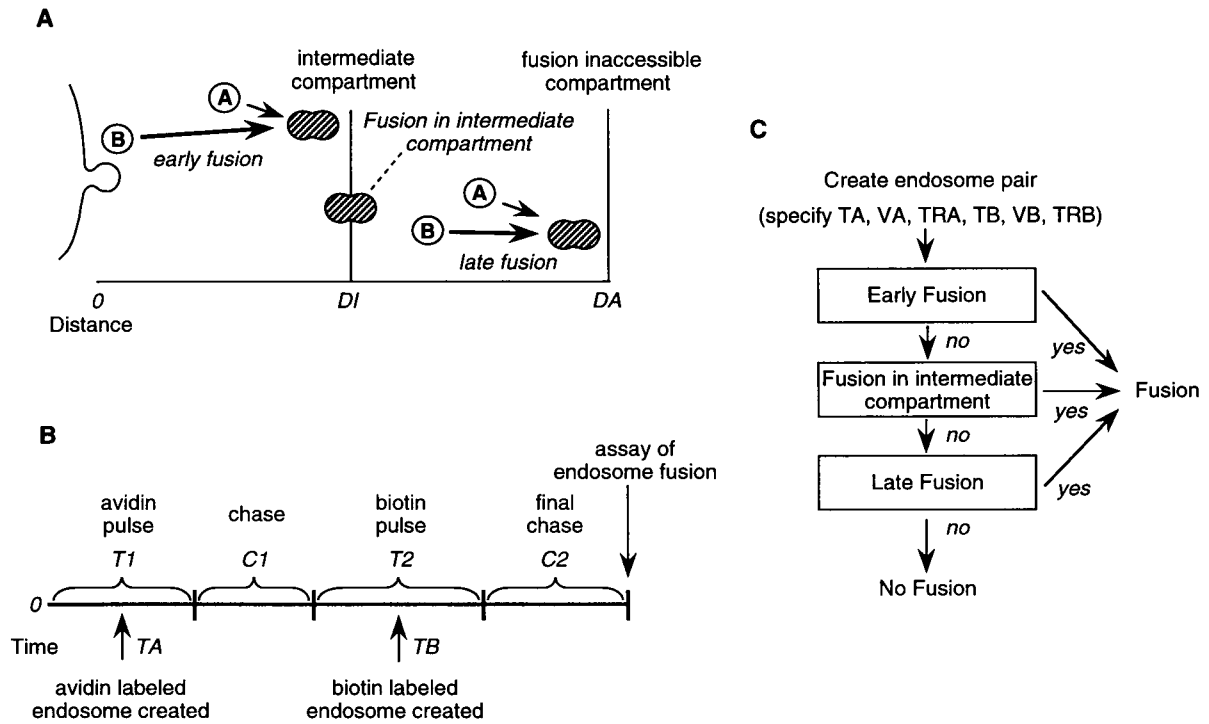 A
intermediate
compartment
fusion inaccessible
compartment
A
B
early fusion
Fusion in intermediate
compartment
A
B
late fusion
0
DI
DA
Distance
B
assay of
endosome fusion
avidin
pulse
chase
biotin
pulse
final
chase
T1
C1
T2
C2
0
Time
TA
TB
avidin labeled
endosome created
biotin labeled
endosome created
C
Create endosome pair
(specify TA, VA, TRA, TB, VB, TRB)
Early Fusion
no
yes
Fusion in intermediate
compartment
Fusion
yes
no
Late Fusion
yes
no
No Fusion